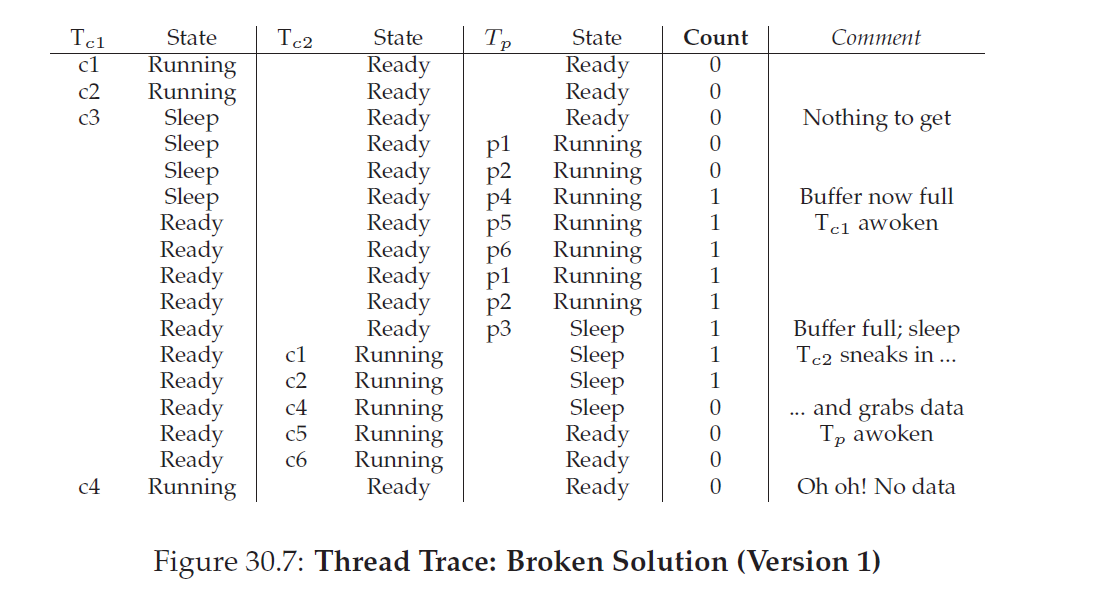 Tc1 State Tc2 State Tp State Count Comment
c1 Running Ready Ready 0
c2 Running Ready Ready 0
c3 Sleep Ready Ready 0 Nothing to get
Sleep Ready p1 Running 0
Sleep Ready p2 Running 0
Sleep Ready p4 Running 1 Buffer now full
Ready Ready p5 Running 1 Tc1 awoken
Ready Ready p6 Running 1
Ready Ready p1 Running 1
Ready Ready p2 Running 1
Ready Ready p3 Sleep 1 Buffer full; sleep
Ready c1 Running Sleep 1 Tc2 sneaks in ...
Ready c2 Running Sleep 1
Ready c4 Running Sleep 0 ... and grabs data
Ready c5 Running Ready 0 Tp awoken
Ready c6 Running Ready 0
c4 Running Ready Ready 0 Oh oh! No data
Figure 30.7: Thread Trace: Broken Solution (Version 1)